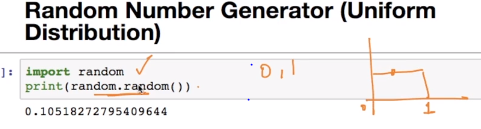 Random Number Generator (Uniform
Distribution)
]: import random
print(random.random())
0,1
0 1
0.10518272795409644